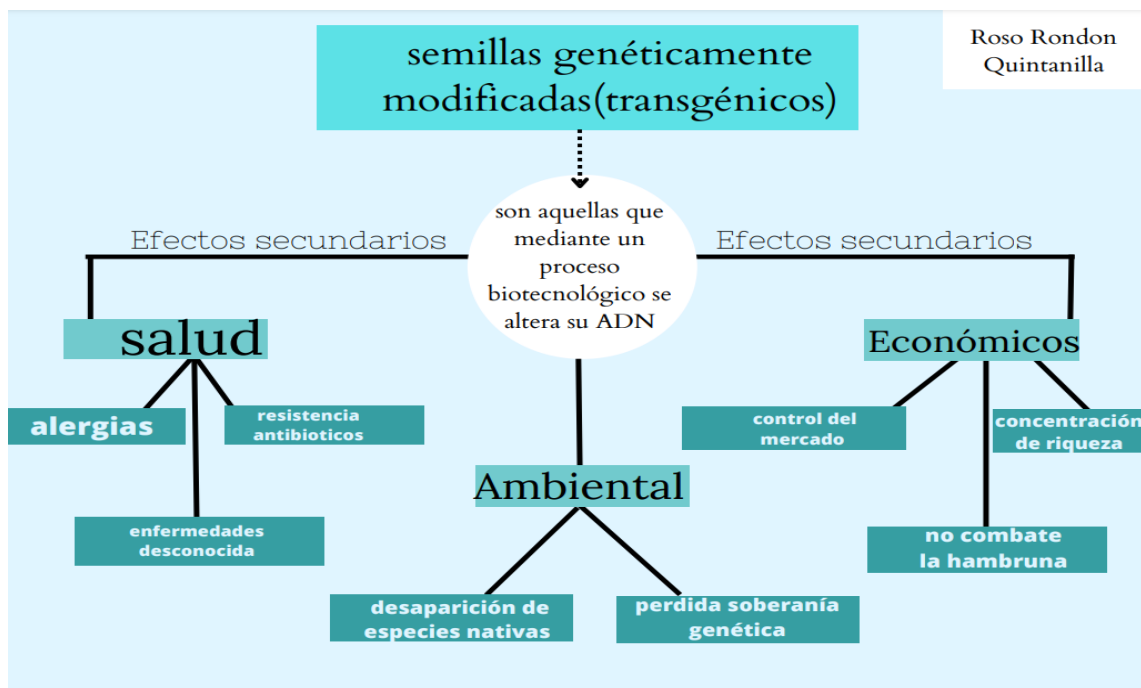 semillas genéticamente
modificadas(transgénicos)
Roso Rondon
Quintanilla
son aquellas que
mediante un
proceso
biotecnológico se
altera su ADN
Efectos secundarios
Efectos secundarios
salud
alergias
resistencia
antibioticos
enfermedades
desconocida
Ambiental
desaparición de
especies nativas
perdida soberanía
genética
Económicos
control del
mercado
concentración
de riqueza
no combate
la hambruna